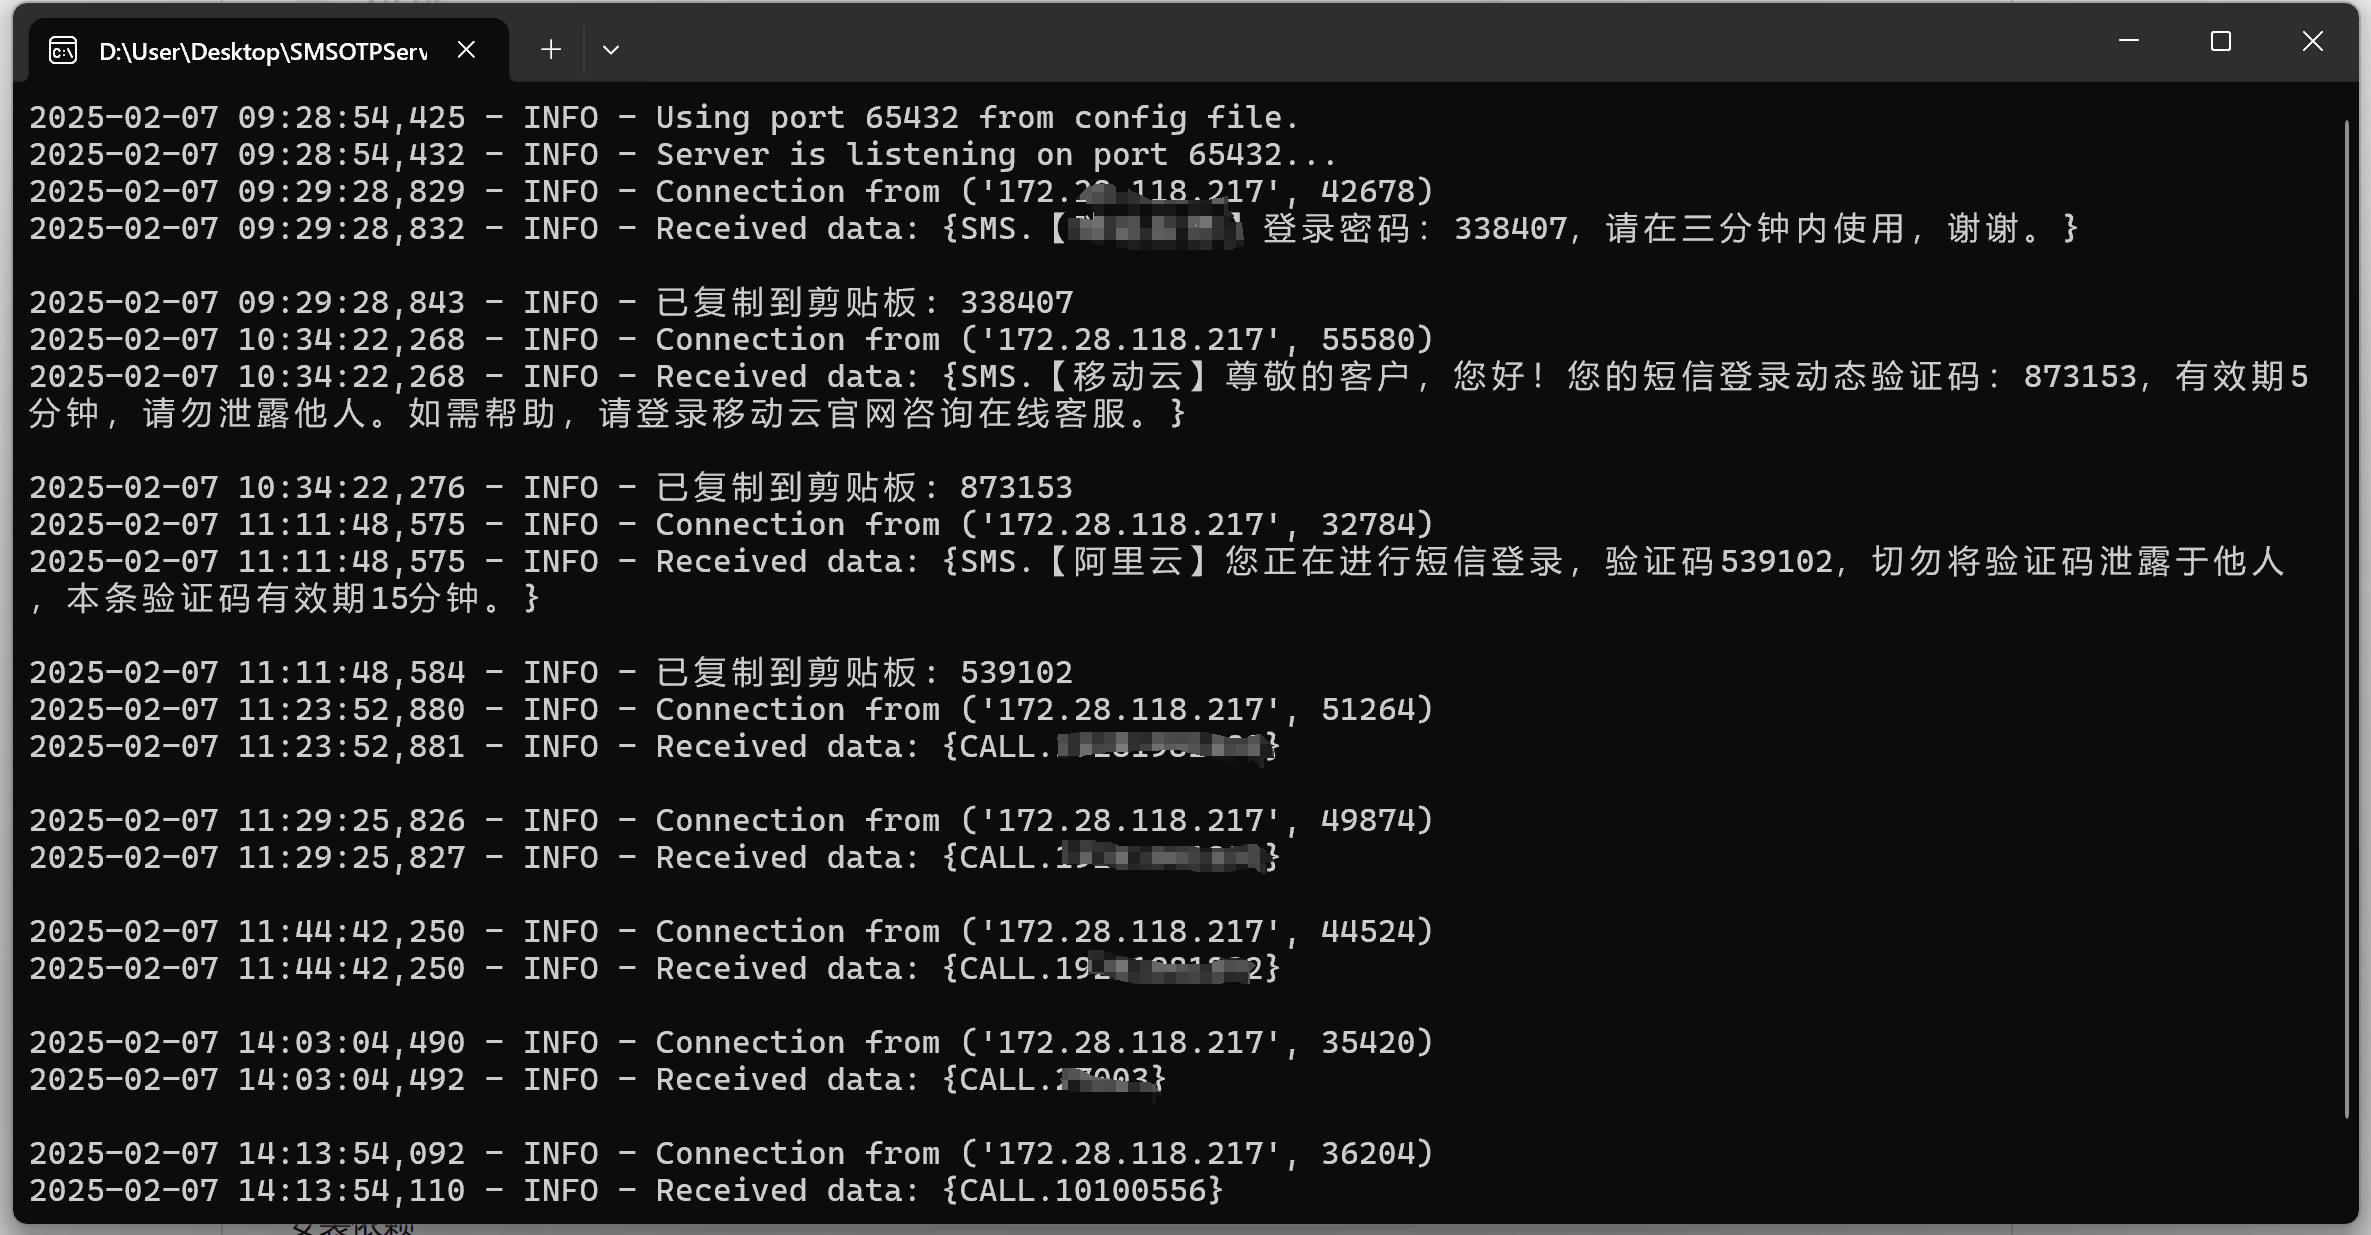 D:\User\Desktop\SMSOTPServ
2025-02-07 09:28:54,425 - INFO - Using port 65432 from config file.
2025-02-07 09:28:54,432 - INFO - Server is listening on port 65432...
2025-02-07 09:29:28,829 - INFO - Connection from ('172.28.118.217', 42678)
2025-02-07 09:29:28,832 - INFO - Received data: {SMS.【】登录密码：338407，请在三分钟内使用，谢谢。}
2025-02-07 09:29:28,843 - INFO - 已复制到剪贴板：338407
2025-02-07 10:34:22,268 - INFO - Connection from ('172.28.118.217', 55580)
2025-02-07 10:34:22,268 - INFO - Received data: {SMS.【移动云】尊敬的客户，您好！您的短信登录动态验证码：873153，有效期5
分钟，请勿泄露他人。如需帮助，请登录移动云官网咨询在线客服。}
2025-02-07 10:34:22,276 - INFO - 已复制到剪贴板：873153
2025-02-07 11:11:48,575 - INFO - Connection from ('172.28.118.217', 32784)
2025-02-07 11:11:48,575 - INFO - Received data: {SMS.【阿里云】您正在进行短信登录，验证码539102，切勿将验证码泄露于他人
，本条验证码有效期15分钟。}
2025-02-07 11:11:48,584 - INFO - 已复制到剪贴板：539102
2025-02-07 11:23:52,880 - INFO - Connection from ('172.28.118.217', 51264)
2025-02-07 11:23:52,881 - INFO - Received data: {CALL.}
2025-02-07 11:29:25,826 - INFO - Connection from ('172.28.118.217', 49874)
2025-02-07 11:29:25,827 - INFO - Received data: {CALL.}
2025-02-07 11:44:42,250 - INFO - Connection from ('172.28.118.217', 44524)
2025-02-07 11:44:42,250 - INFO - Received data: {CALL.}
2025-02-07 14:03:04,490 - INFO - Connection from ('172.28.118.217', 35420)
2025-02-07 14:03:04,492 - INFO - Received data: {CALL.}
2025-02-07 14:13:54,092 - INFO - Connection from ('172.28.118.217', 36204)
2025-02-07 14:13:54,110 - INFO - Received data: {CALL.10100556}